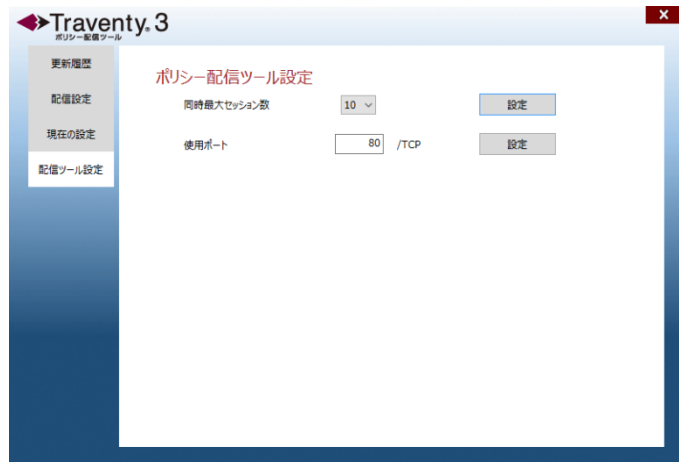 Traventy. 3
ポリシー配信ツール
X
更新履歴
配信設定
現在の設定
配信ツール設定
ポリシー配信ツール設定
同時最大セッション数 10 設定
使用ポート 80 /TCP 設定